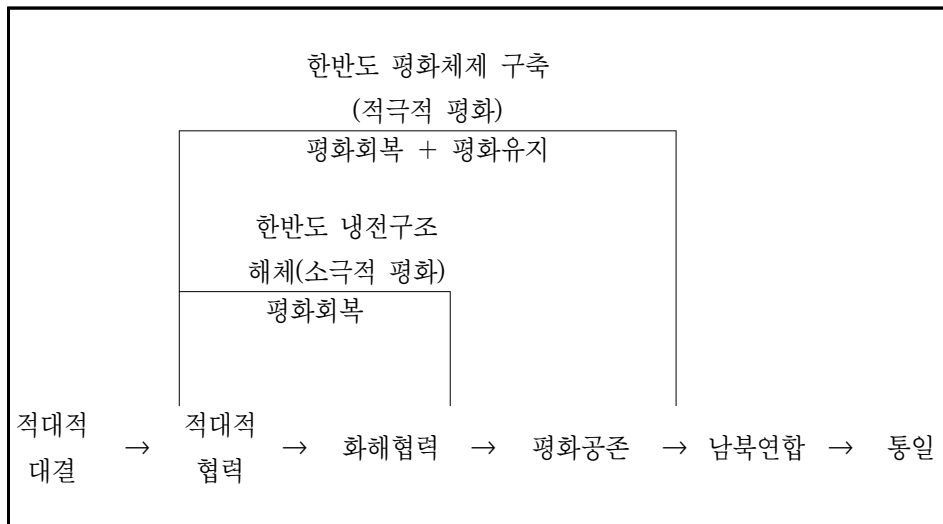 한반도 평화체제 구축
(적극적 평화)
평화회복 + 평화유지
한반도 냉전구조
해체(소극적 평화)
평화회복
적대적 대결 → 적대적 협력 → 화해협력 → 평화공존 → 남북연합 → 통일